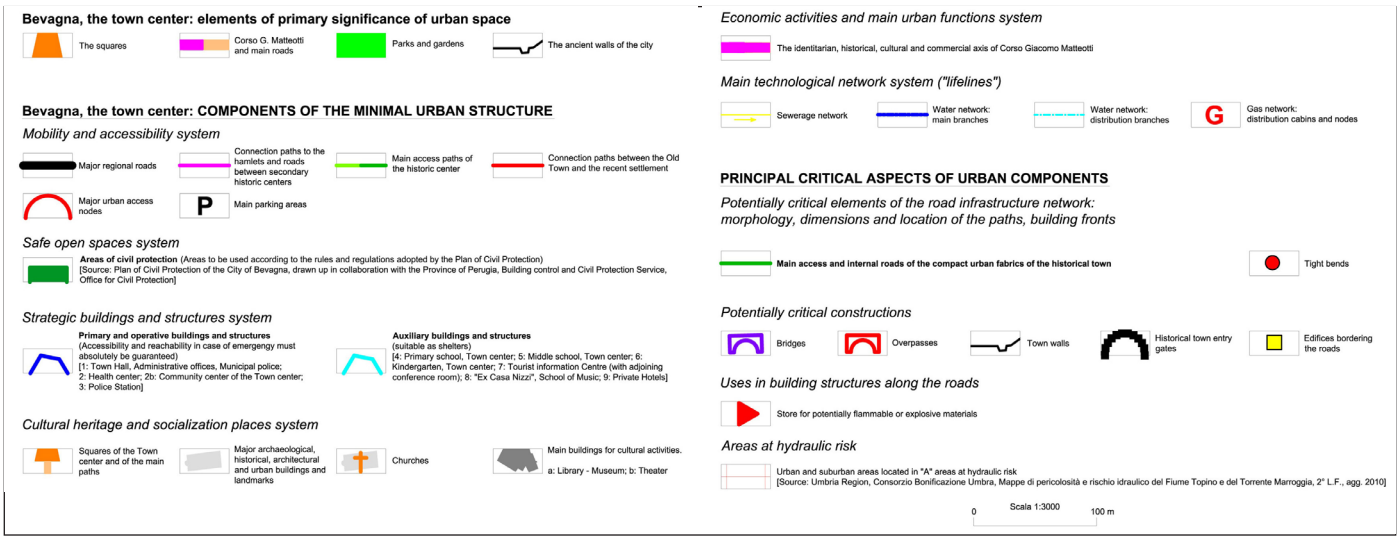 Bevagna, the town center: elements of primary significance of urban space
The squares
Corso G. Matteotti
and main roads
Parks and gardens
The ancient walls of the city
Bevagna, the town center: COMPONENTS OF THE MINIMAL URBAN STRUCTURE
Mobility and accessibility system
Major regional roads
Connection paths to the
hamlets and roads
between secondary
historic centers
Main access paths of
the historic center
Connection paths between the Old
Town and the recent settlement
Major urban access
nodes
P
Main parking areas
Safe open spaces system
Areas of civil protection (Areas to be used according to the rules and regulations adopted by the Plan of Civil Protection)
[Source: Plan of Civil Protection of the City of Bevagna, drawn up in collaboration with the Province of Perugia, Building control and Civil Protection Service,
Office for Civil Protection]
Strategic buildings and structures system
Primary and operative buildings and structures
(Accessibility and reachability in case of emergengy must
absolutely be guaranteed)
[1: Town Hall, Administrative offices, Municipal police;
2: Health center; 2b: Community center of the Town center;
3: Police Station]
Auxiliary buildings and structures
(suitable as shelters)
[4: Primary school, Town center; 5: Middle school, Town center; 6:
Kindergarten, Town center; 7: Tourist information Centre (with adjoining
conference room); 8: "Ex Casa Nizzi", School of Music; 9: Private Hotels]
Cultural heritage and socialization places system
Squares of the Town
center and of the main
paths
Major archaeological,
historical, architectural
and urban buildings and
landmarks
Churches
Main buildings for cultural activities.
a: Library - Museum; b: Theater
Economic activities and main urban functions system
The identitarian, historical, cultural and commercial axis of Corso Giacomo Matteotti
Main technological network system ("lifelines")
Sewerage network
Water network:
main branches
Water network:
distribution branches
G
Gas network:
distribution cabins and nodes
PRINCIPAL CRITICAL ASPECTS OF URBAN COMPONENTS
Potentially critical elements of the road infrastructure network:
morphology, dimensions and location of the paths, building fronts
Main access and internal roads of the compact urban fabrics of the historical town
Tight bends
Potentially critical constructions
Bridges
Overpasses
Town walls
Historical town entry
gates
Edifices bordering
the roads
Uses in building structures along the roads
Store for potentially flammable or explosive materials
Areas at hydraulic risk
Urban and suburban areas located in "A" areas at hydraulic risk
[Source: Umbria Region, Consorzio Bonificazione Umbra, Mappe di pericolosità e rischio idraulico del Fiume Topino e del Torrente Marroggia, 2° L.F., agg. 2010]
Scala 1:3000
0 100 m